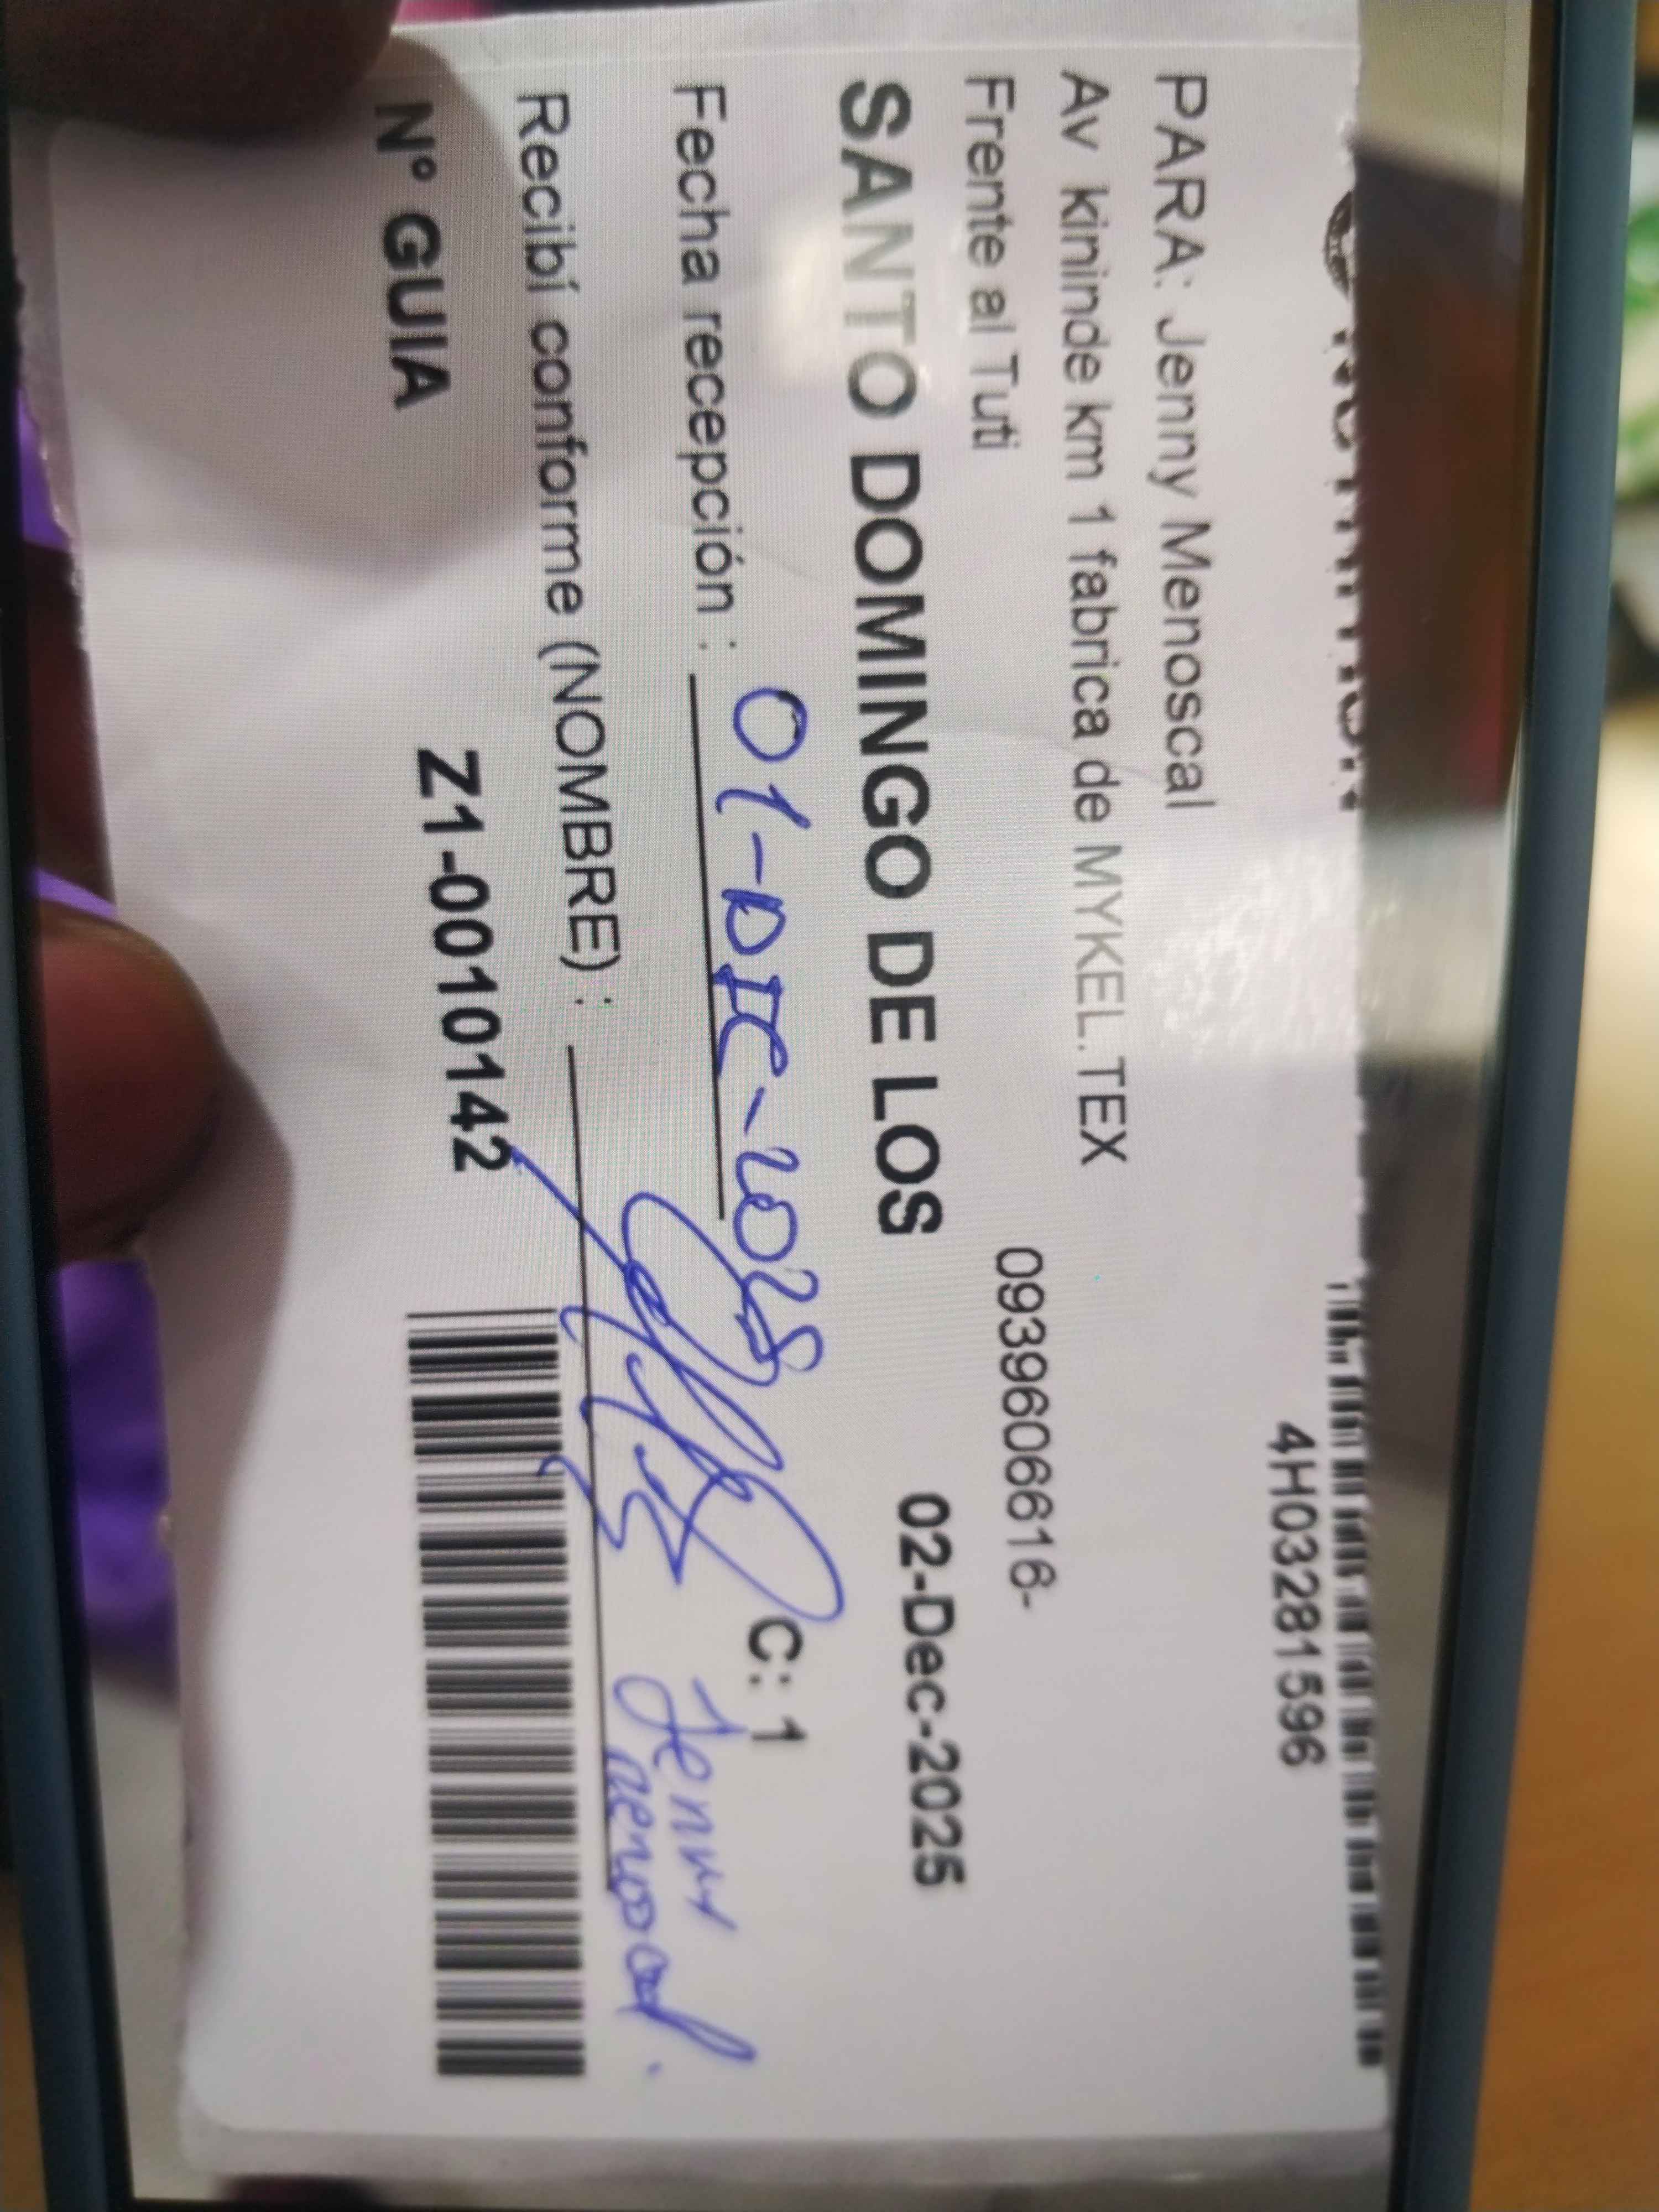 4H03281596
PARA: Jenny Menoscal
Av kininde km 1 fabrica de MYKEL.TEX
Frente al Tuti
0939606616-
SANTO DOMINGO DE LOS
02-Dec-2025
Fecha recepción : 01-DIC-2025
C: 1
Recibí conforme (NOMBRE) : Jenny
Menoscal.
N° GUIA Z1-0010142